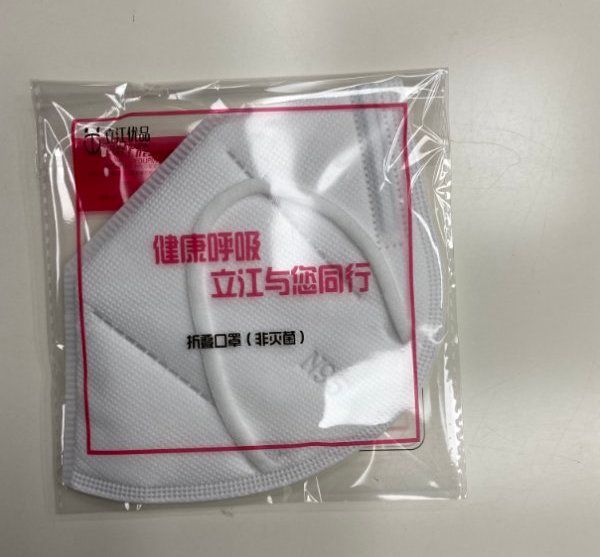 立江优品
健康呼吸
立江与您同行
折叠口罩(非灭菌)
N95